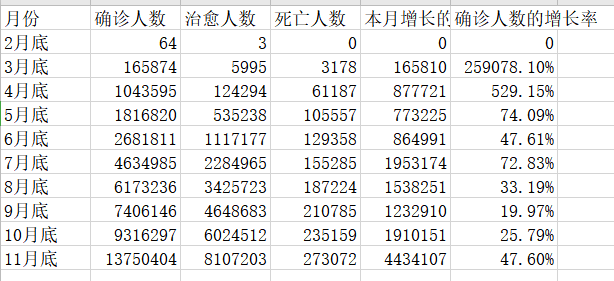 月份 确诊人数 治愈人数 死亡人数 本月增长的 确诊人数的增长率
2月底 64 3 0 0 0
3月底 165874 5995 3178 165810 259078.10%
4月底 1043595 124294 61187 877721 529.15%
5月底 1816820 535238 105557 773225 74.09%
6月底 2681811 1117177 129358 864991 47.61%
7月底 4634985 2284965 155285 1953174 72.83%
8月底 6173236 3425723 187224 1538251 33.19%
9月底 7406146 4648683 210785 1232910 19.97%
10月底 9316297 6024512 235159 1910151 25.79%
11月底 13750404 8107203 273072 4434107 47.60%